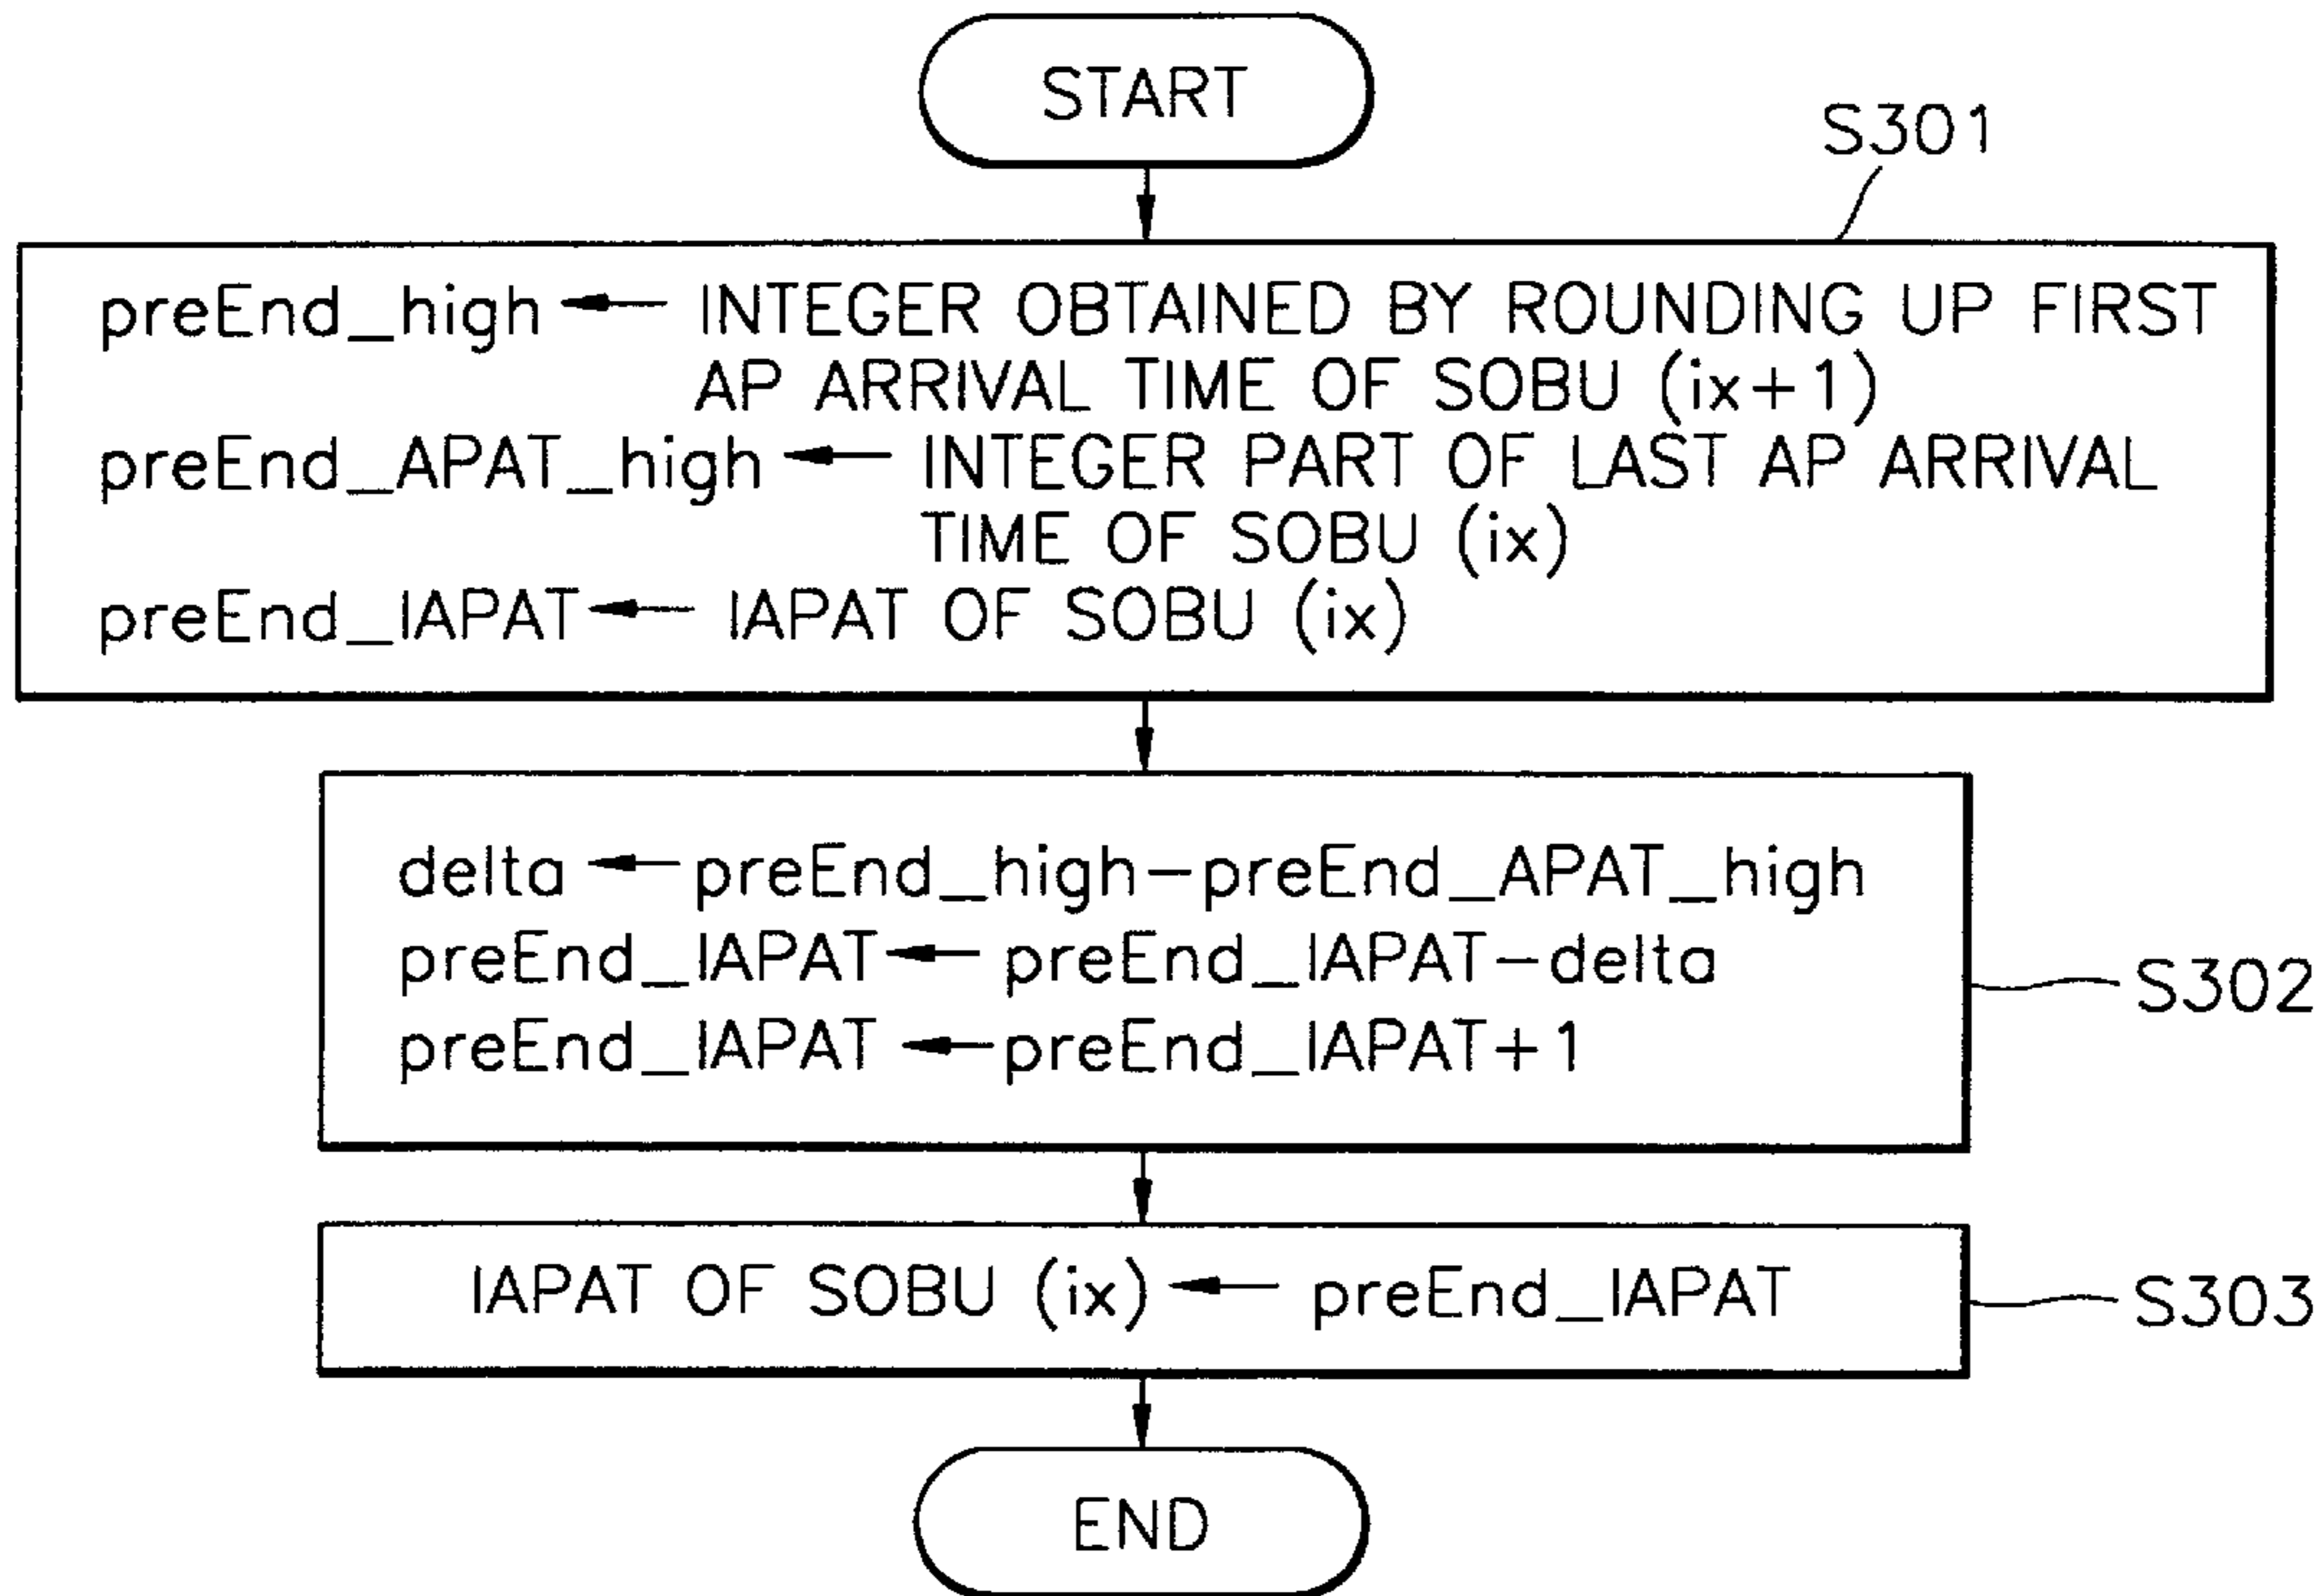 START
S301
preEnd_high ← INTEGER OBTAINED BY ROUNDING UP FIRST
AP ARRIVAL TIME OF SOBU (ix+1)
preEnd_APAT_high ← INTEGER PART OF LAST AP ARRIVAL
TIME OF SOBU (ix)
preEnd_IAPAT ← IAPAT OF SOBU (ix)
delta ← preEnd_high-preEnd_APAT_high
preEnd_IAPAT ← preEnd_IAPAT-delta
preEnd_IAPAT ← preEnd_IAPAT+1
S302
IAPAT OF SOBU (ix) ← preEnd_IAPAT
S303
END